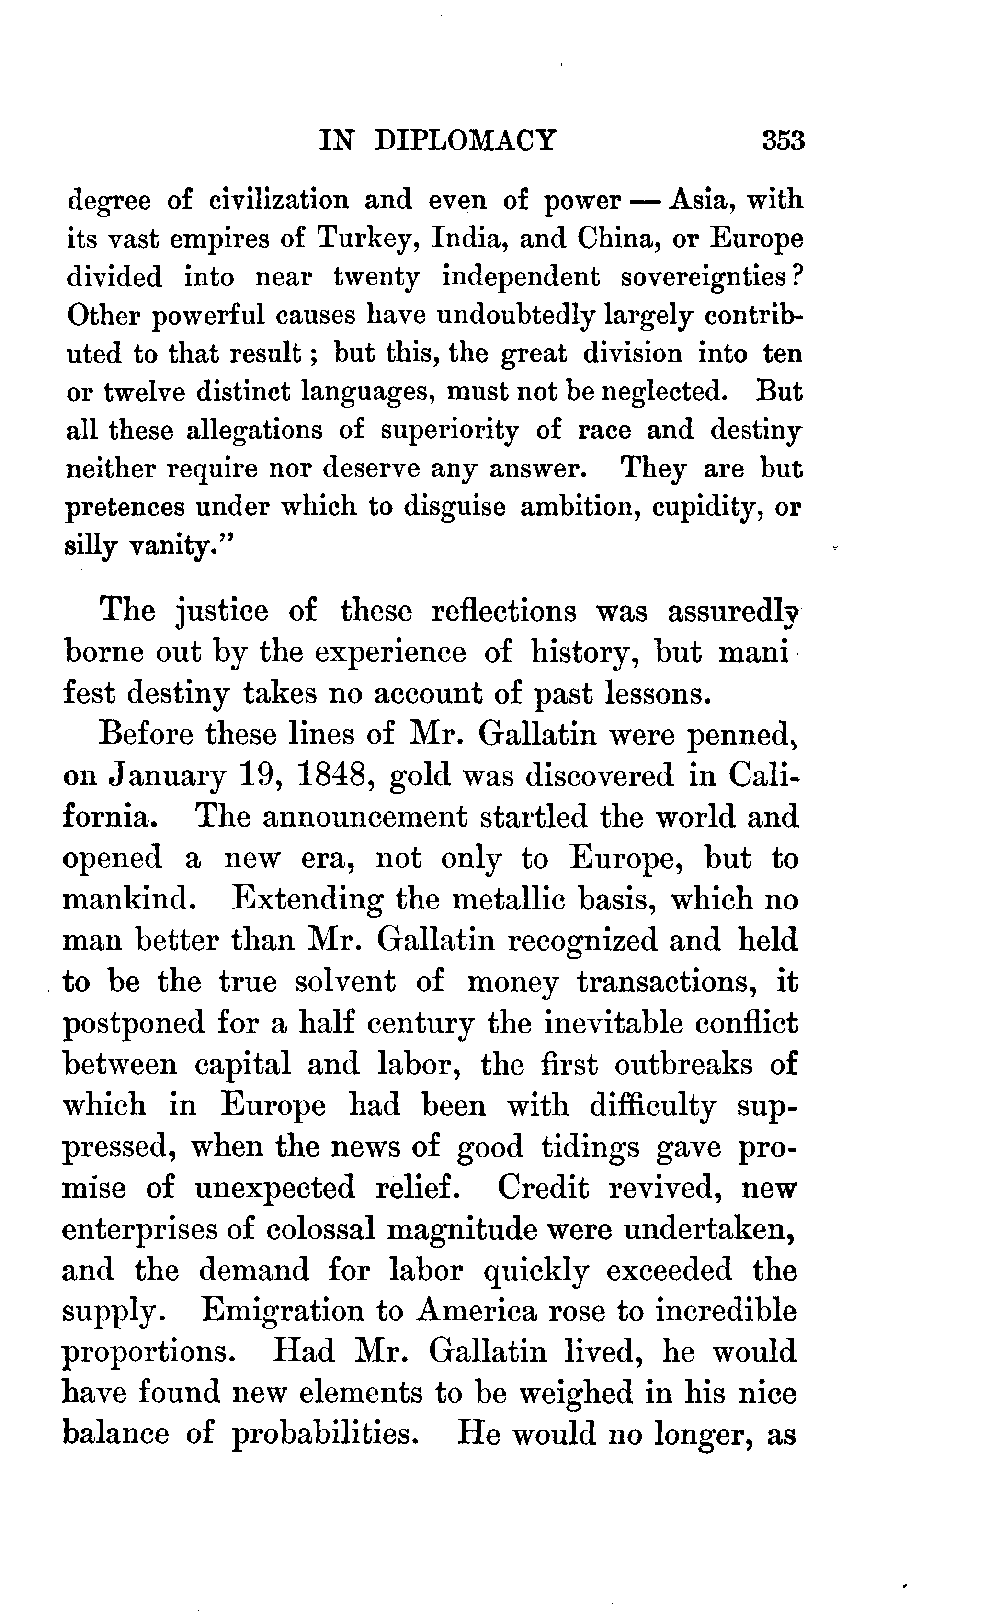 IN DIPLOMACY 353
degree of civilization and even of power — Asia, with
its vast empires of Turkey, India, and China, or Europe
divided into near twenty independent sovereignties?
Other powerful causes have undoubtedly largely contrib-
uted to that result; but this, the great division into ten
or twelve distinct languages, must not be neglected. But
all these allegations of superiority of race and destiny
neither require nor deserve any answer. They are but
pretences under which to disguise ambition, cupidity, or
silly vanity.”
The justice of these reflections was assuredly
borne out by the experience of history, but mani
fest destiny takes no account of past lessons.
Before these lines of Mr. Gallatin were penned,
on January 19, 1848, gold was discovered in Cali-
fornia. The announcement startled the world and
opened a new era, not only to Europe, but to
mankind. Extending the metallic basis, which no
man better than Mr. Gallatin recognized and held
to be the true solvent of money transactions, it
postponed for a half century the inevitable conflict
between capital and labor, the first outbreaks of
which in Europe had been with difficulty sup-
pressed, when the news of good tidings gave pro-
mise of unexpected relief. Credit revived, new
enterprises of colossal magnitude were undertaken,
and the demand for labor quickly exceeded the
supply. Emigration to America rose to incredible
proportions. Had Mr. Gallatin lived, he would
have found new elements to be weighed in his nice
balance of probabilities. He would no longer, as